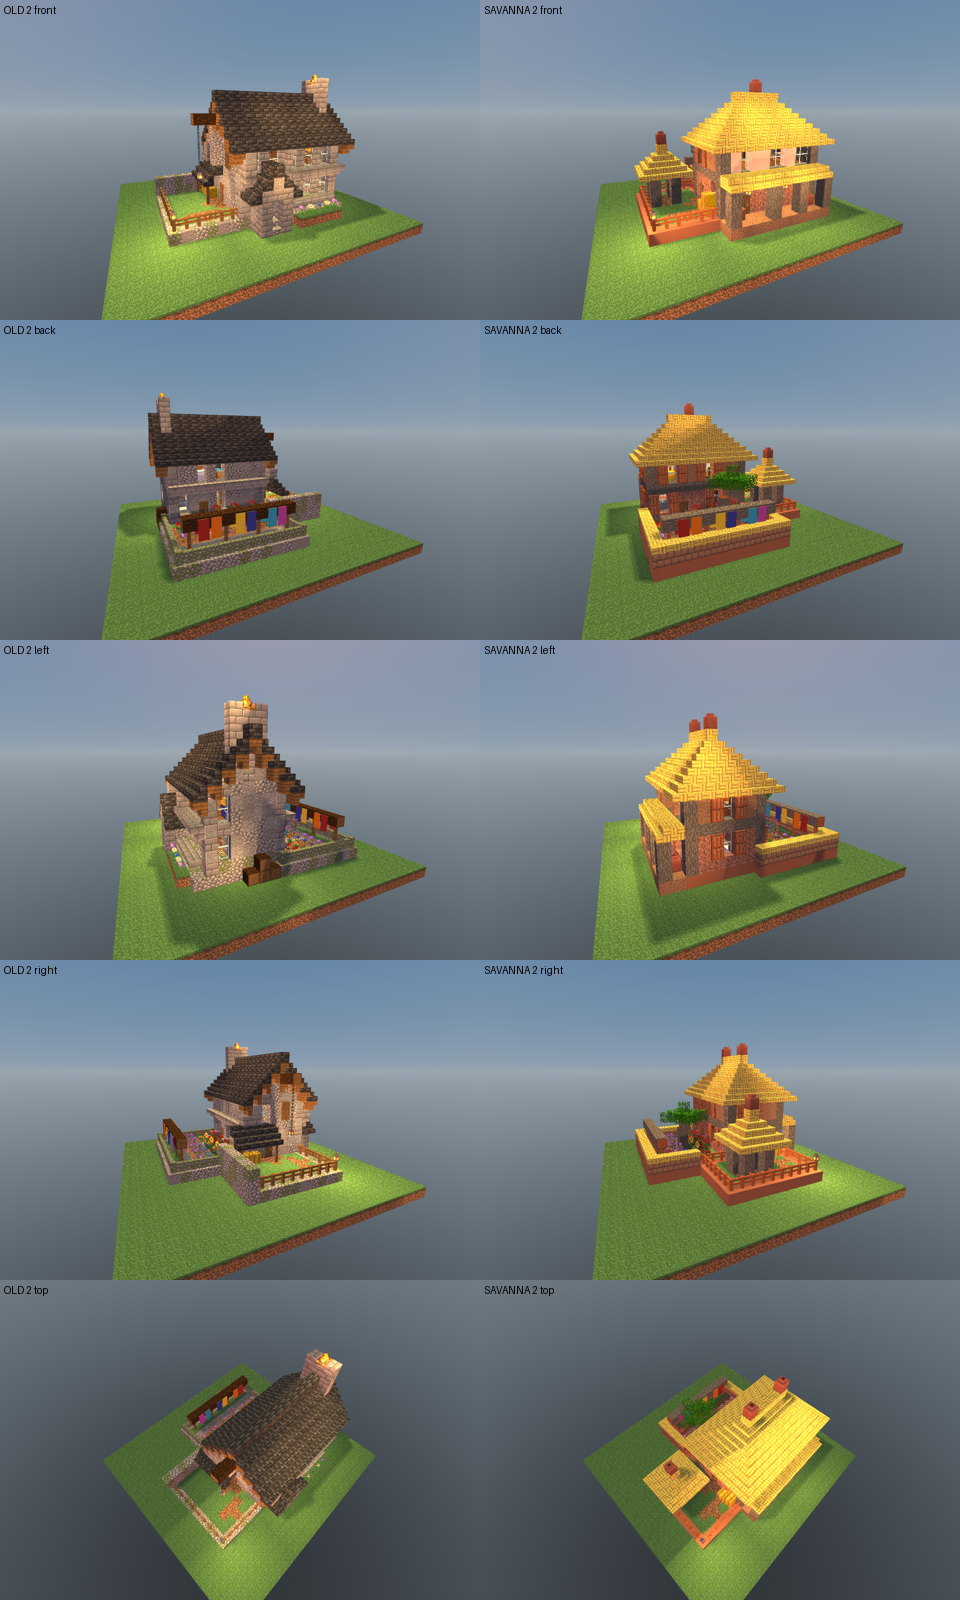 OLD 2 front
SAVANNA 2 front
OLD 2 back
SAVANNA 2 back
OLD 2 left
SAVANNA 2 left
OLD 2 right
SAVANNA 2 right
OLD 2 top
SAVANNA 2 top